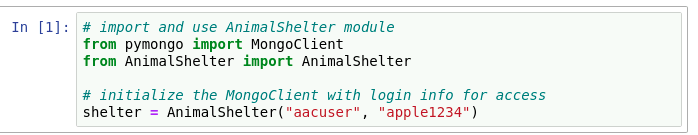 In [1]: # import and use AnimalShelter module
from pymongo import MongoClient
from AnimalShelter import AnimalShelter

# initialize the MongoClient with login info for access
shelter = AnimalShelter("aacuser", "apple1234")